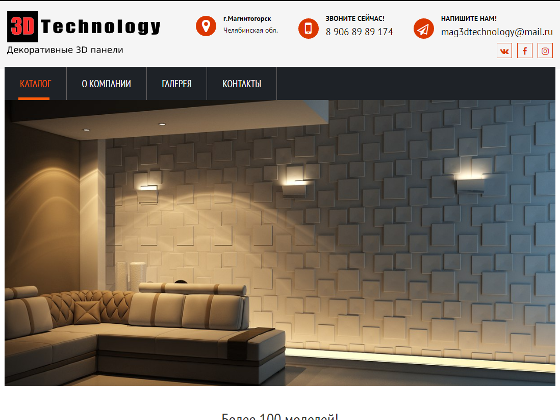 3D Technology
Декоративные 3D панели
г.Магнитогорск
Челябинская обл.
ЗВОНИТЕ СЕЙЧАС!
8 906 89 89 174
НАПИШИТЕ НАМ!
mag3dtechnology@mail.ru
КАТАЛОГ О КОМПАНИИ ГАЛЕРЕЯ КОНТАКТЫ
Более 100 моделей!